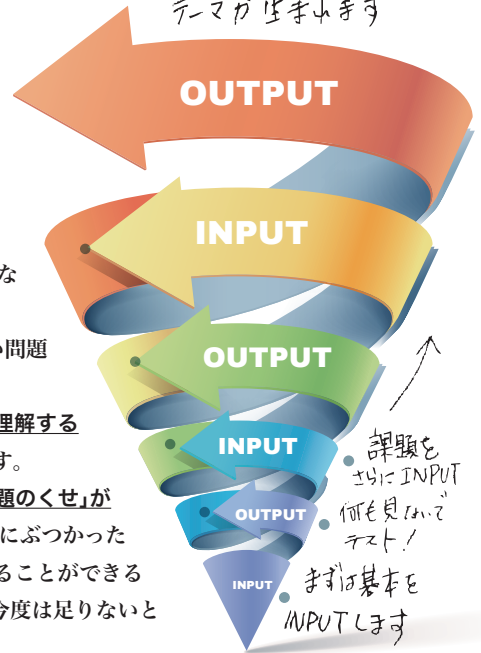 テーマが生まれます
OUTPUT
INPUT
な
い問題
OUTPUT
理解する
す。
INPUT
課題を
さらにINPUT
題のくせ」が
OUTPUT
何も見ないで
テスト!
にぶつかった
ることができる
INPUT
まずは基本を
INPUTします
今度は足りないと